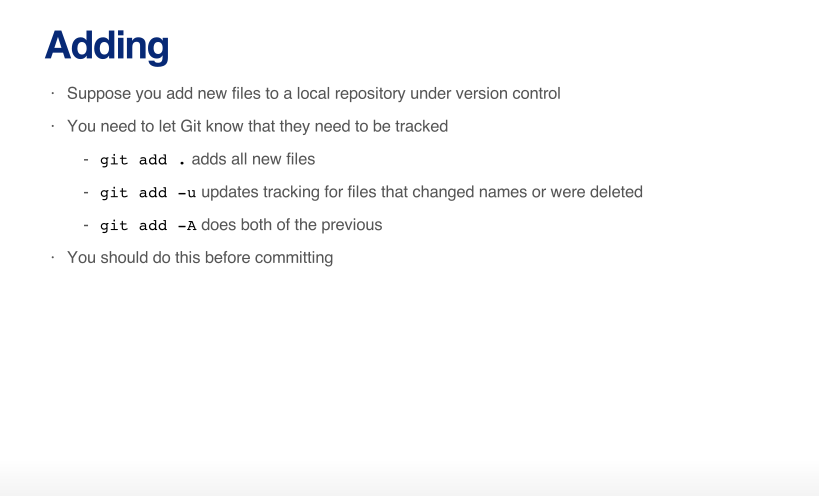 Adding
· Suppose you add new files to a local repository under version control
· You need to let Git know that they need to be tracked
- git add . adds all new files
- git add -u updates tracking for files that changed names or were deleted
- git add -A does both of the previous
· You should do this before committing